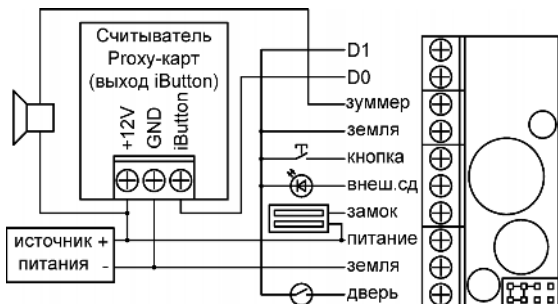 Считыватель
Proxy-карт
(выход iButton)
+12V
GND
iButton
источник +
питания -
D1
D0
зуммер
земля
кнопка
внеш.сд
замок
питание
земля
дверь